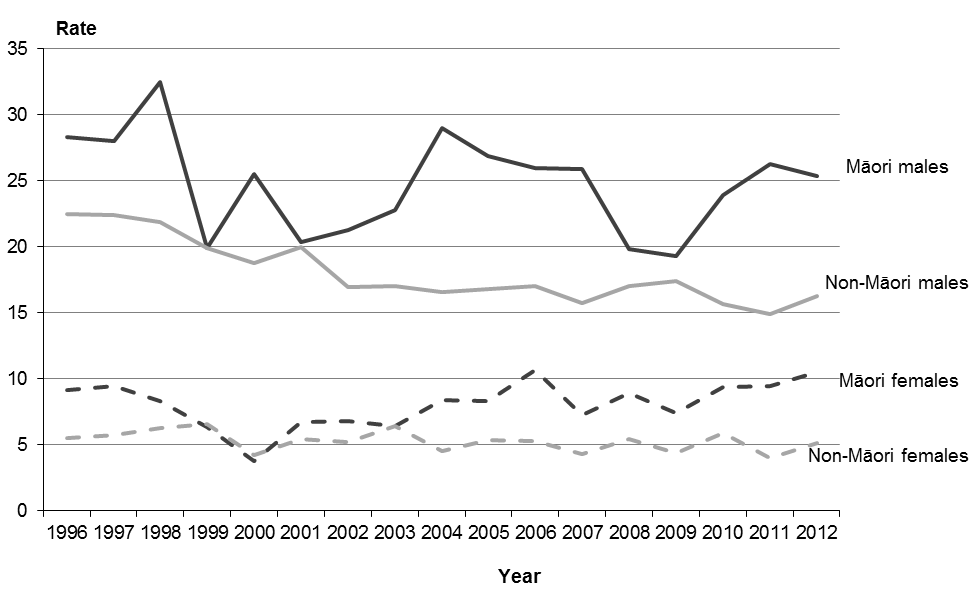 Rate
35
30
25
20
15
10
5
0
Māori males
Non-Māori males
Māori females
Non-Māori females
1996 1997 1998 1999 2000 2001 2002 2003 2004 2005 2006 2007 2008 2009 2010 2011 2012
Year